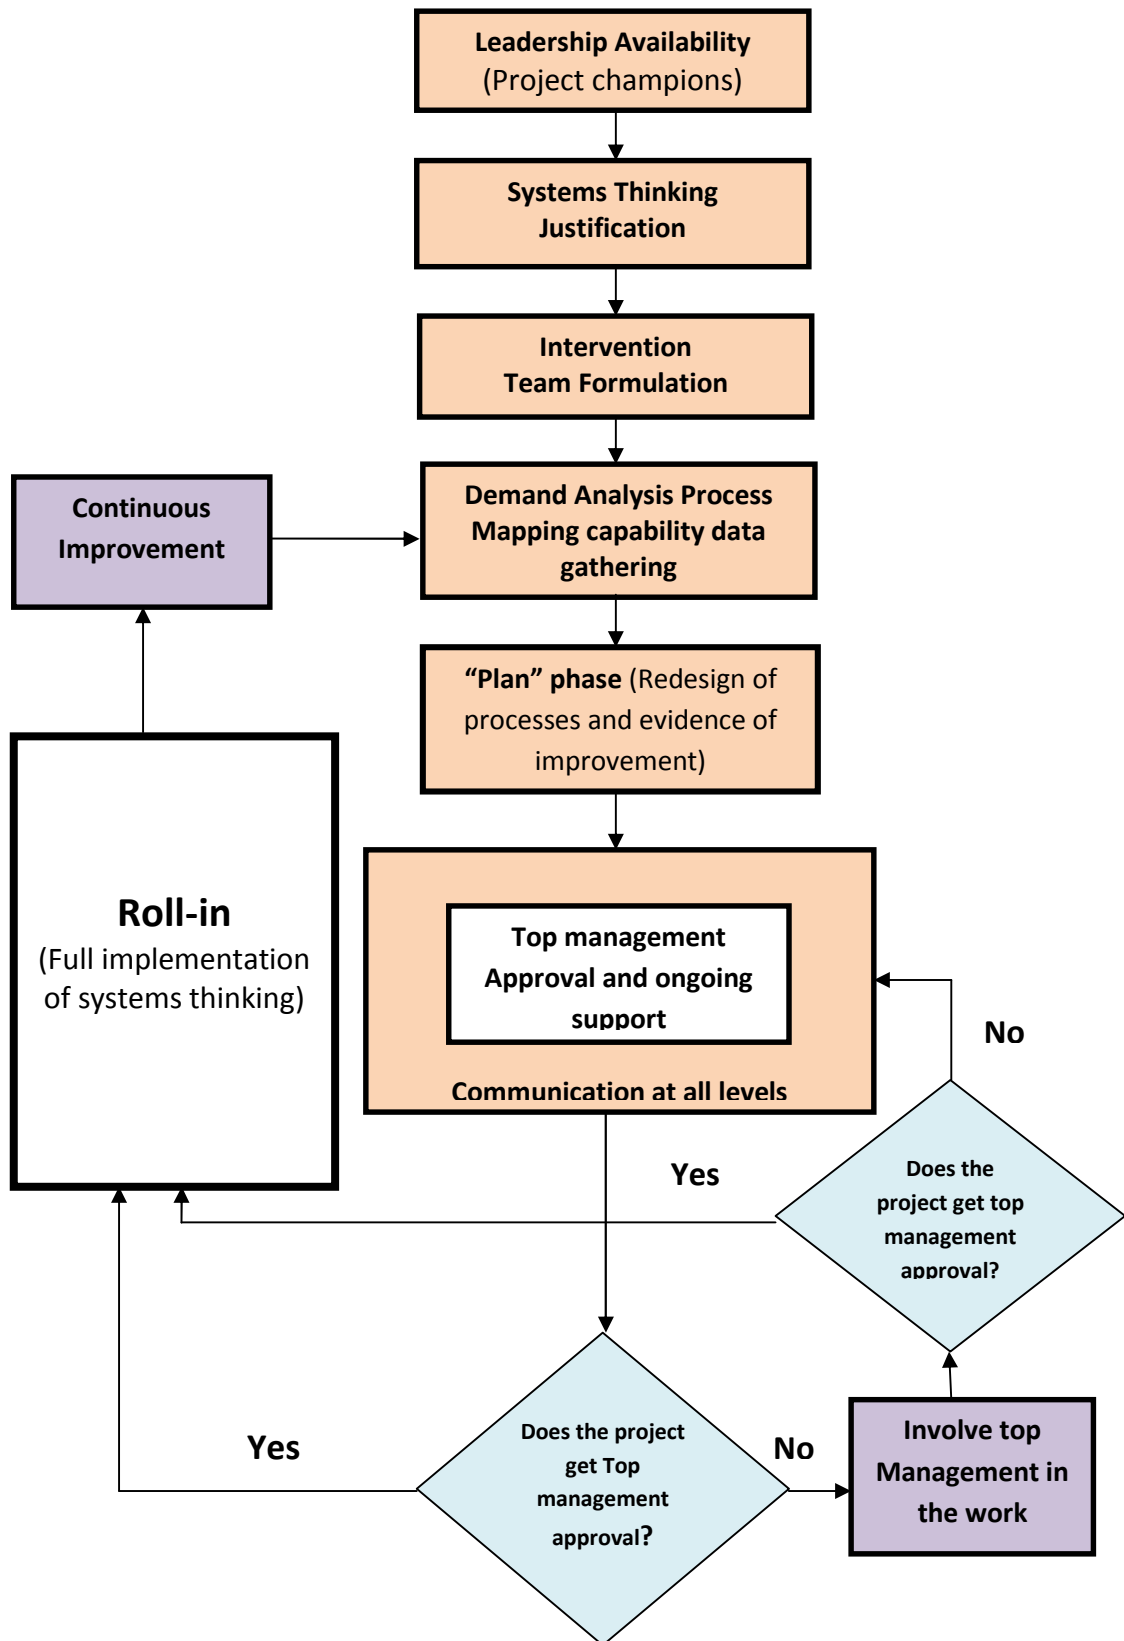 Leadership Availability
(Project champions)
Systems Thinking
Justification
Intervention
Team Formulation
Continuous
Improvement
Demand Analysis Process
Mapping capability data
gathering
“Plan” phase (Redesign of
processes and evidence of
improvement)
Roll-in
(Full implementation
of systems thinking)
Top management
Approval and ongoing
support
Communication at all levels
No
Yes
Does the
project get top
management
approval?
Yes
Does the project
get Top
management
approval?
No
Involve top
Management in
the work